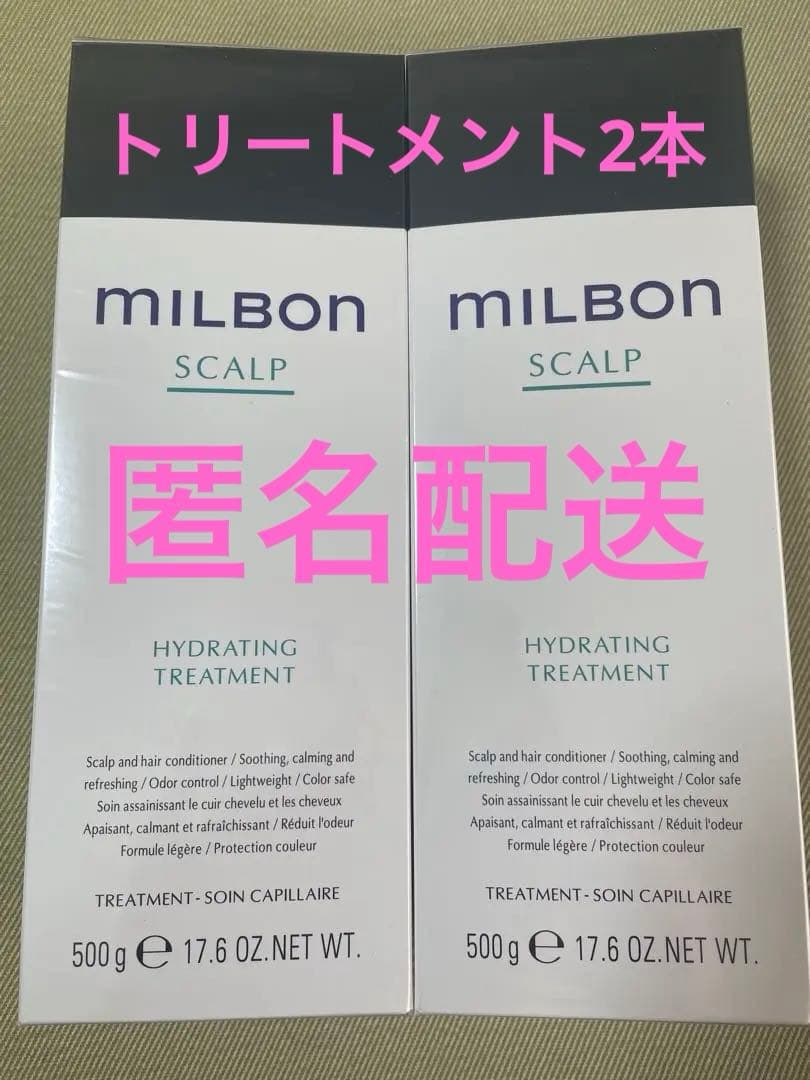 トリートメント2本
MILBON
SCALP
HYDRATING
TREATMENT
Scalp and hair conditioner / Soothing, calming and
refreshing / Odor control / Lightweight / Color safe
Soin assainissant le cuir chevelu et les cheveux
Apaisant, calmant et rafraîchissant / Réduit l'odeur
Formule légère / Protection couleur
TREATMENT - SOIN CAPILLAIRE
500 g e 17.6 OZ. NET WT.
MILBON
SCALP
匿名配送
HYDRATING
TREATMENT
Scalp and hair conditioner / Soothing, calming and
refreshing / Odor control / Lightweight / Color safe
Soin assainissant le cuir chevelu et les cheveux
Apaisant, calmant et rafraîchissant / Réduit l'odeur
Formule légère / Protection couleur
TREATMENT - SOIN CAPILLAIRE
500 g e 17.6 OZ. NET WT.